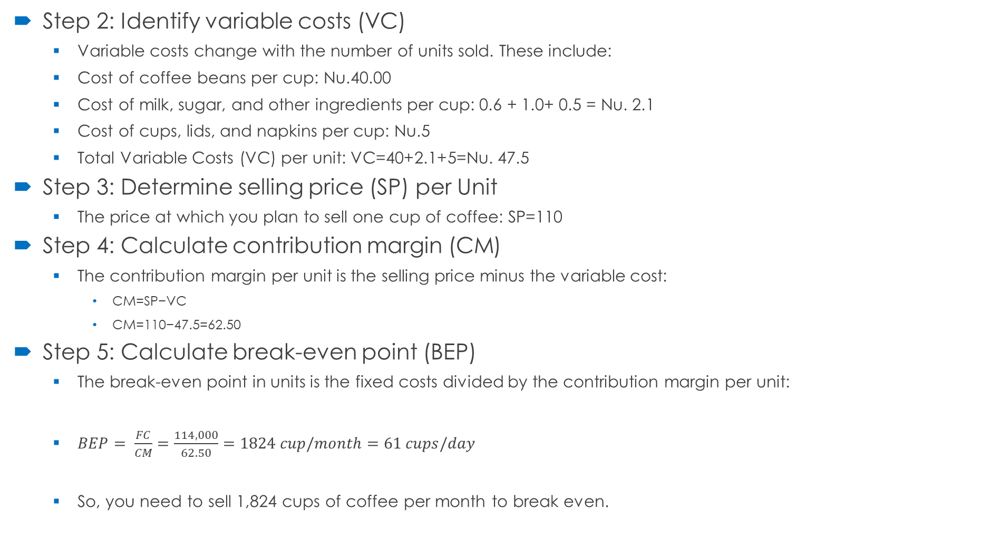 Step 2: Identify variable costs (VC)
Variable costs change with the number of units sold. These include:
Cost of coffee beans per cup: Nu.40.00
Cost of milk, sugar, and other ingredients per cup: 0.6 + 1.0+ 0.5 = Nu. 2.1
Cost of cups, lids, and napkins per cup: Nu.5
Total Variable Costs (VC) per unit: VC=40+2.1+5=Nu. 47.5
Step 3: Determine selling price (SP) per Unit
The price at which you plan to sell one cup of coffee: SP=110
Step 4: Calculate contribution margin (CM)
The contribution margin per unit is the selling price minus the variable cost:
CM=SP−VC
CM=110−47.5=62.50
Step 5: Calculate break-even point (BEP)
The break-even point in units is the fixed costs divided by the contribution margin per unit:
BEP = FC/CM = 114,000/62.50 = 1824 cup/month = 61 cups/day
So, you need to sell 1,824 cups of coffee per month to break even.